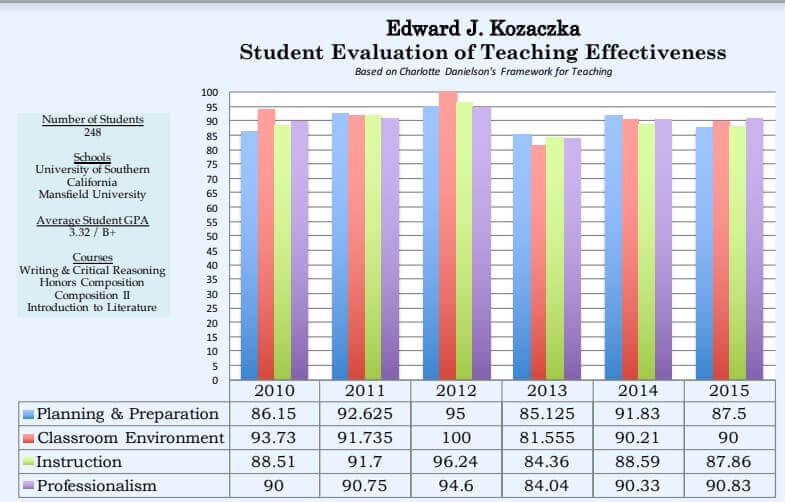 Edward J. Kozaczka
Student Evaluation of Teaching Effectiveness
Based on Charlotte Danielson's Framework for Teaching
Number of Students
248
Schools
University of Southern
California
Mansfield University
Average Student GPA
3.32 / B+
Courses
Writing & Critical Reasoning
Honors Composition
Composition II
Introduction to Literature
100
95
90
85
80
75
70
65
60
55
50
45
40
35
30
25
20
15
10
5
0
2010 2011 2012 2013 2014 2015
Planning & Preparation 86.15 92.625 95 85.125 91.83 87.5
Classroom Environment 93.73 91.735 100 81.555 90.21 90
Instruction 88.51 91.7 96.24 84.36 88.59 87.86
Professionalism 90 90.75 94.6 84.04 90.33 90.83